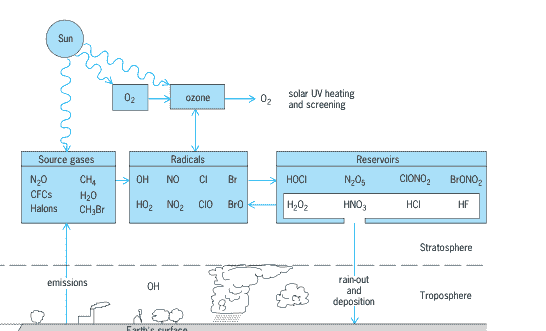 Sun
O₂
ozone
O₂
solar UV heating
and screening
Source gases
N₂O CH₄
CFCs H₂O
Halons CH₃Br
Radicals
OH NO Cl Br
HO₂ NO₂ ClO BrO
Reservoirs
HOCl N₂O₅ ClONO₂ BrONO₂
H₂O₂ HNO₃ HCl HF
Stratosphere
emissions
OH
rain-out
and
deposition
Troposphere
Earth's surface